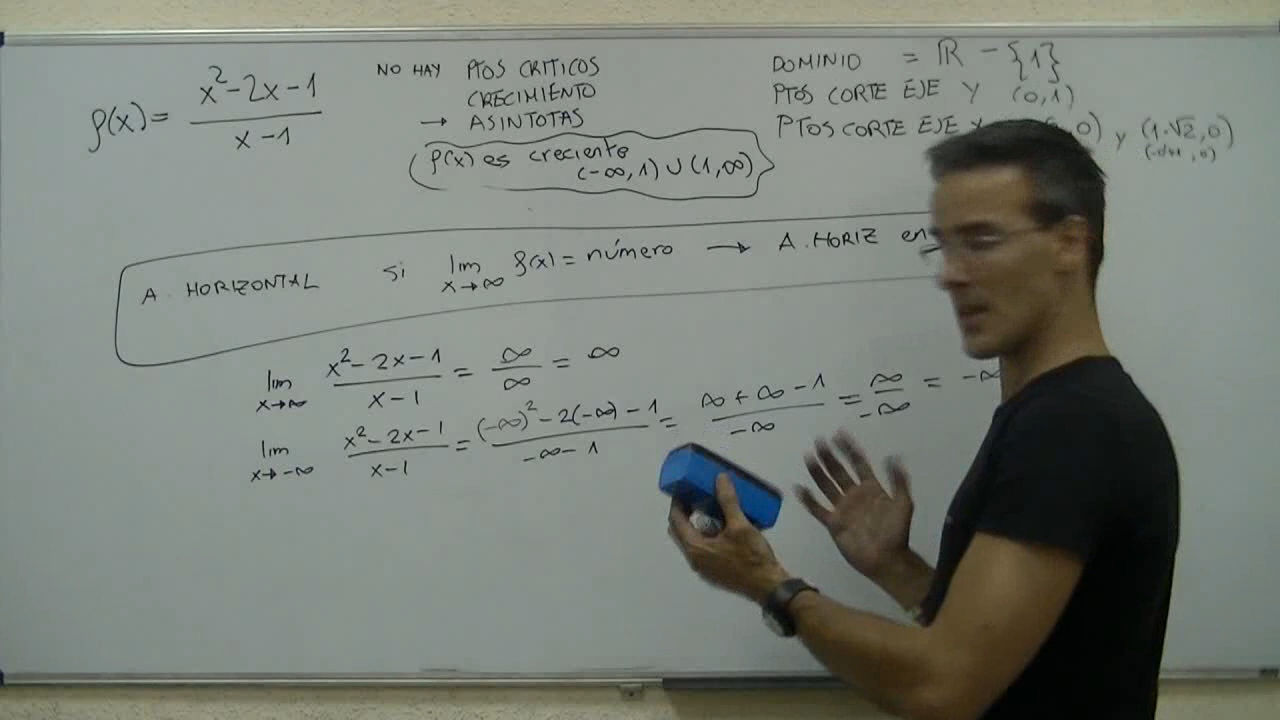 f(x) = (x² - 2x - 1)/(x - 1)
NO HAY PTOS CRITICOS
CRECIMIENTO
→ ASINTOTAS
(f(x) es creciente
(-∞, 1) ∪ (1, ∞)
DOMINIO = ℝ - {1}
PTOS CORTE EJE Y (0,1)
PTOS CORTE EJE , 0) y (1-√2, 0)
A. HORIZONTAL si lim x→∞ f(x) = número → A. HORIZ en
lim x→∞ (x² - 2x - 1)/(x - 1) = ∞/∞ = ∞
lim x→-∞ (x² - 2x - 1)/(x - 1) = ((-∞)² - 2(-∞) - 1)/(-∞ - 1) = (∞ + ∞ - 1)/(-∞) = ∞/(-∞) = -∞